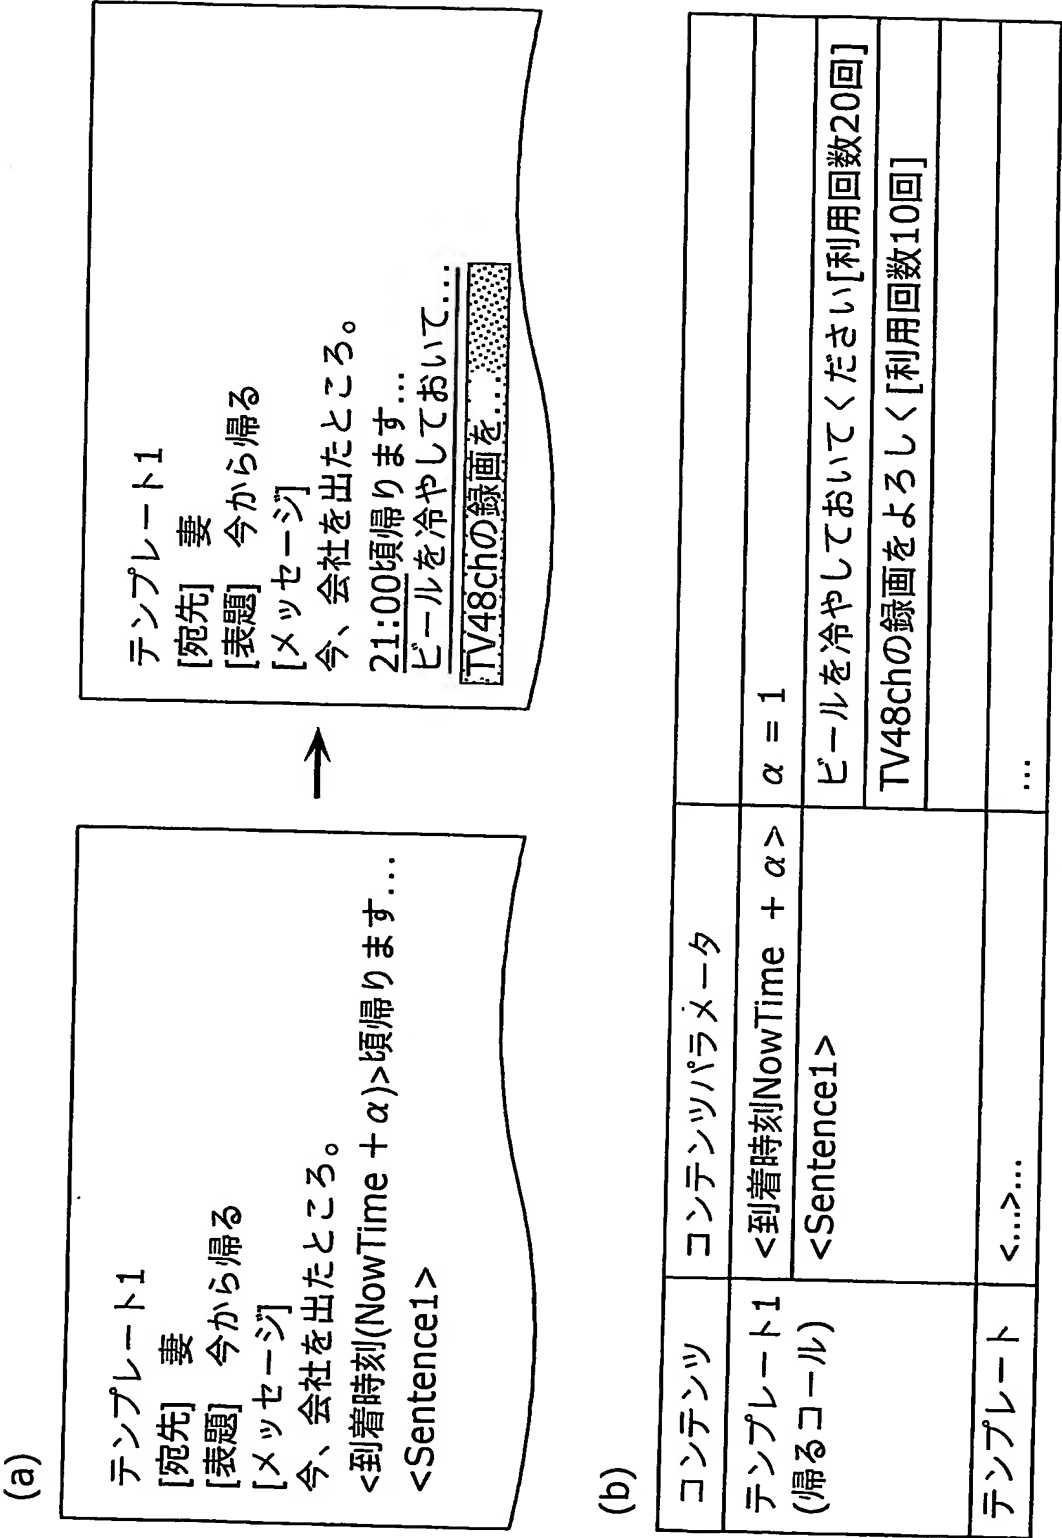 (a)
テンプレート1
[宛先] 妻
[表題] 今から帰る
[メッセージ]
今、会社を出たところ。
<到着時刻(NowTime + α)>頃帰ります...
<Sentence1>
テンプレート1
[宛先] 妻
[表題] 今から帰る
[メッセージ]
今、会社を出たところ。
21:00頃帰ります...
ビールを冷やしておいて...
TV48chの録画を...
(b)
コンテンツ コンテンツパラメータ
テンプレート1 <到着時刻NowTime + α> α = 1
(帰るコール) <Sentence1> ビールを冷やしておいてください[利用回数20回]
TV48chの録画をよろしく[利用回数10回]
テンプレート <...>... ...